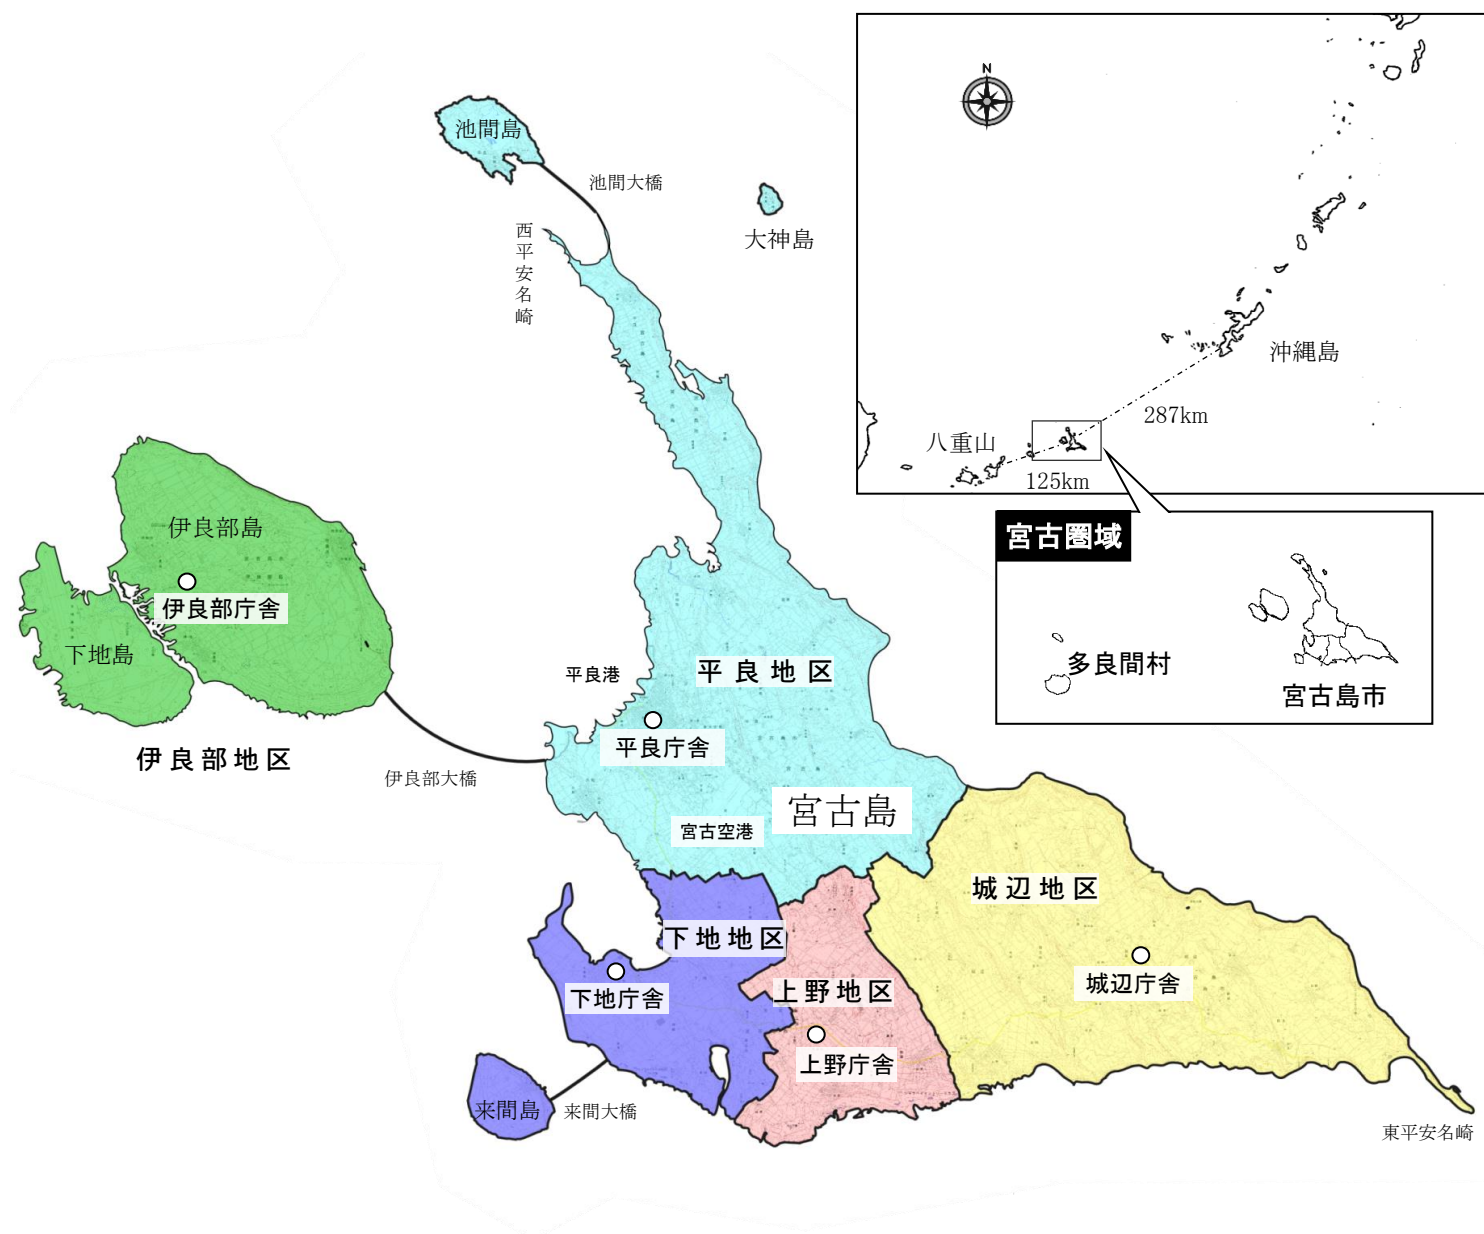 N
沖縄島
287km
八重山
125km
宮古圏域
多良間村
宮古島市
池間島
池間大橋
大神島
西平安名崎
伊良部島
伊良部庁舎
下地島
伊良部地区
伊良部大橋
平良港
平良地区
平良庁舎
宮古島
宮古空港
下地地区
下地庁舎
来間島
来間大橋
上野地区
上野庁舎
城辺地区
城辺庁舎
東平安名崎